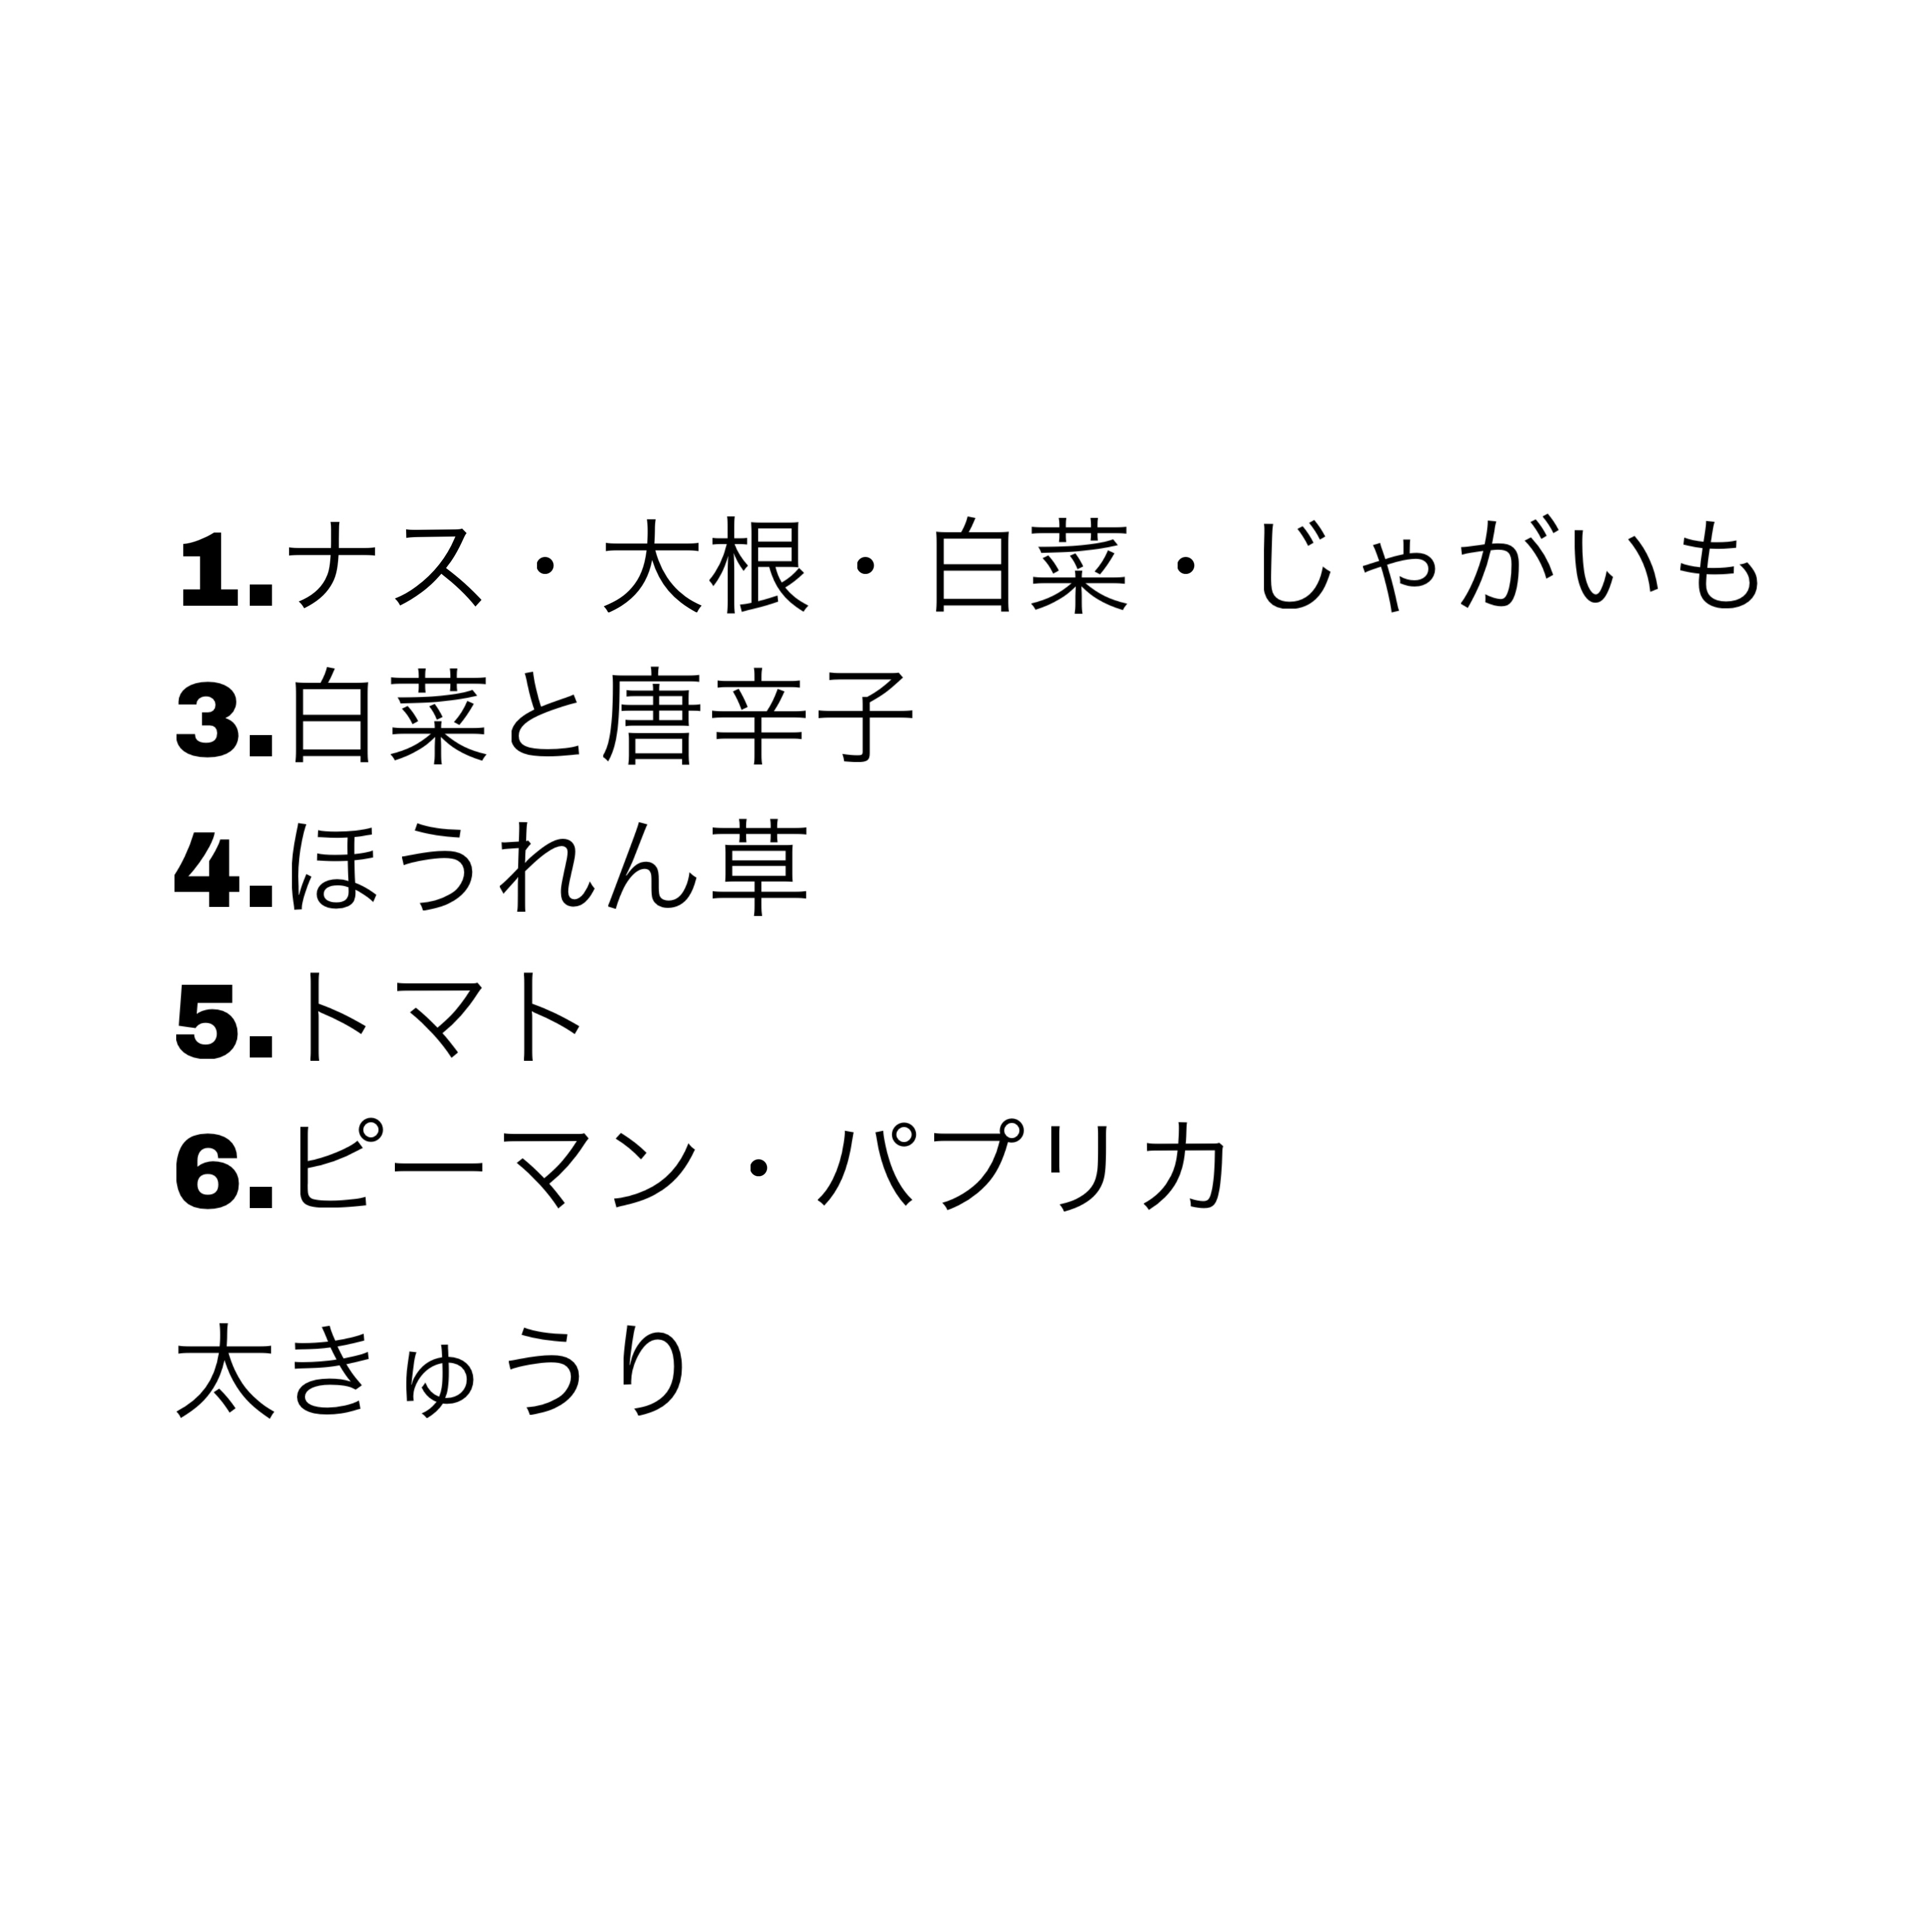 1.ナス・大根・白菜・じゃがいも
3.白菜と唐辛子
4.ほうれん草
5.トマト
6.ピーマン・パプリカ
太きゅうり